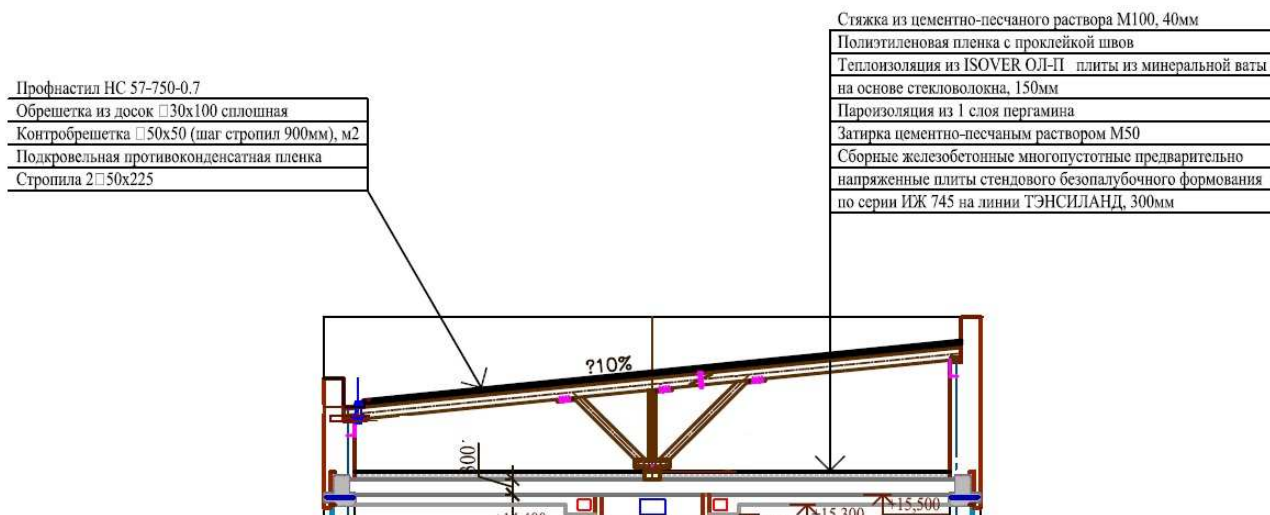 Стяжка из цементно-песчаного раствора М100, 40мм
Полиэтиленовая пленка с проклейкой швов
Теплоизоляция из ISOVER ОЛ-П плиты из минеральной ваты
на основе стекловолокна, 150мм
Пароизоляция из 1 слоя пергамина
Затирка цементно-песчаным раствором М50
Сборные железобетонные многопустотные предварительно
напряженные плиты стендового безопалубочного формования
по серии ИЖ 745 на линии ТЭНСИЛАНД, 300мм
Профнастил НС 57-750-0.7
Обрешетка из досок □30х100 сплошная
Контробрешетка □50х50 (шаг стропил 900мм), м2
Подкровельная противоконденсатная пленка
Стропила 2□50х225
?10%
+15,500
+15,300